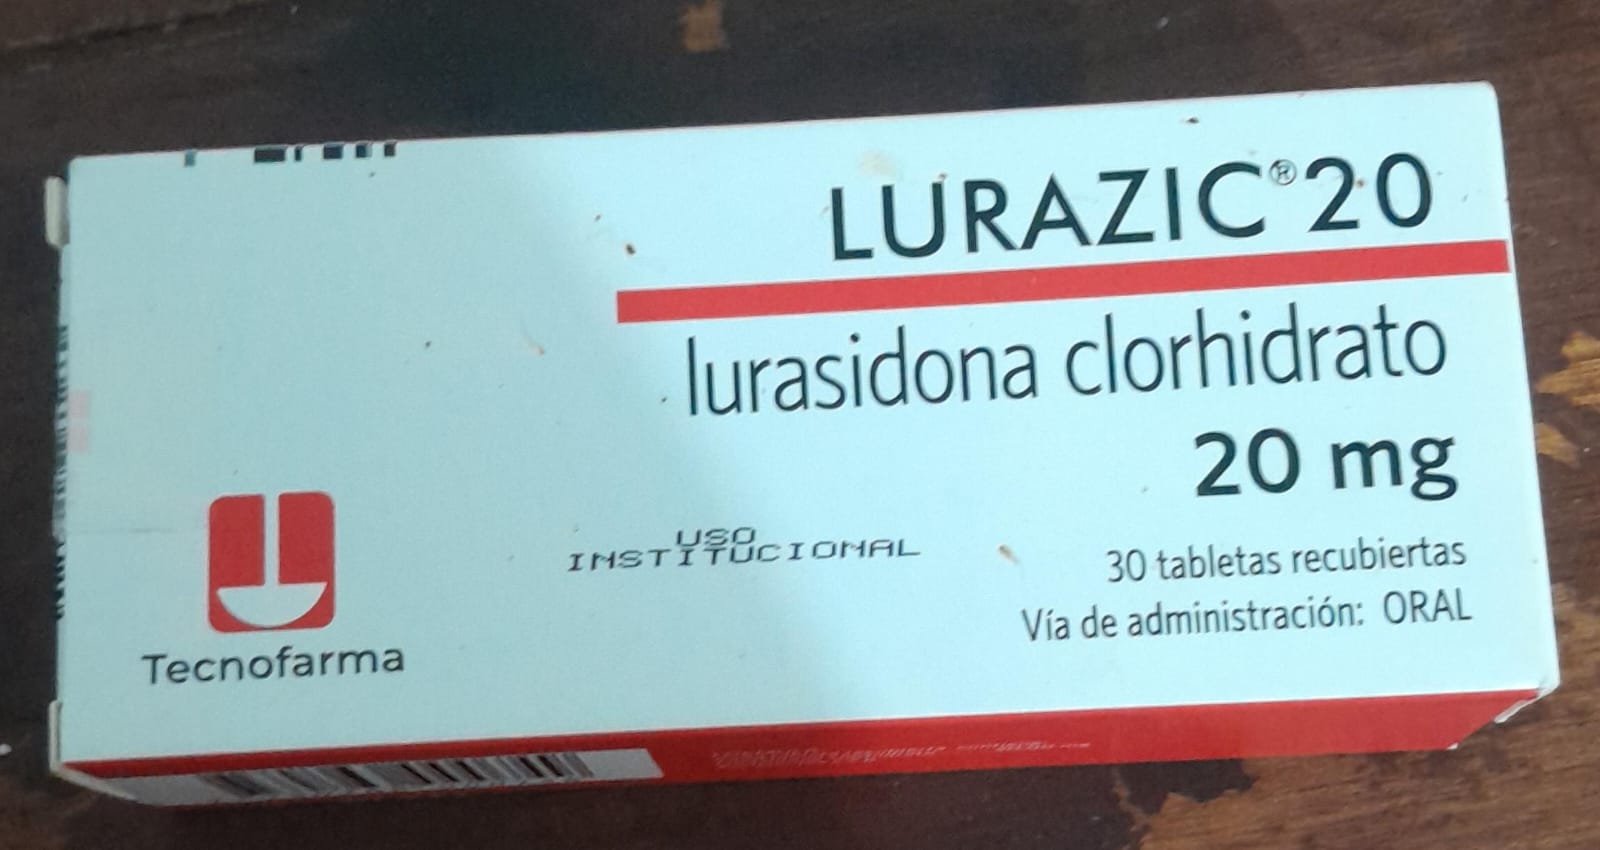 LURAZIC® 20
lurasidona clorhidrato
20 mg
USO
INSTITUCIONAL
30 tabletas recubiertas
Vía de administración: ORAL
Tecnofarma